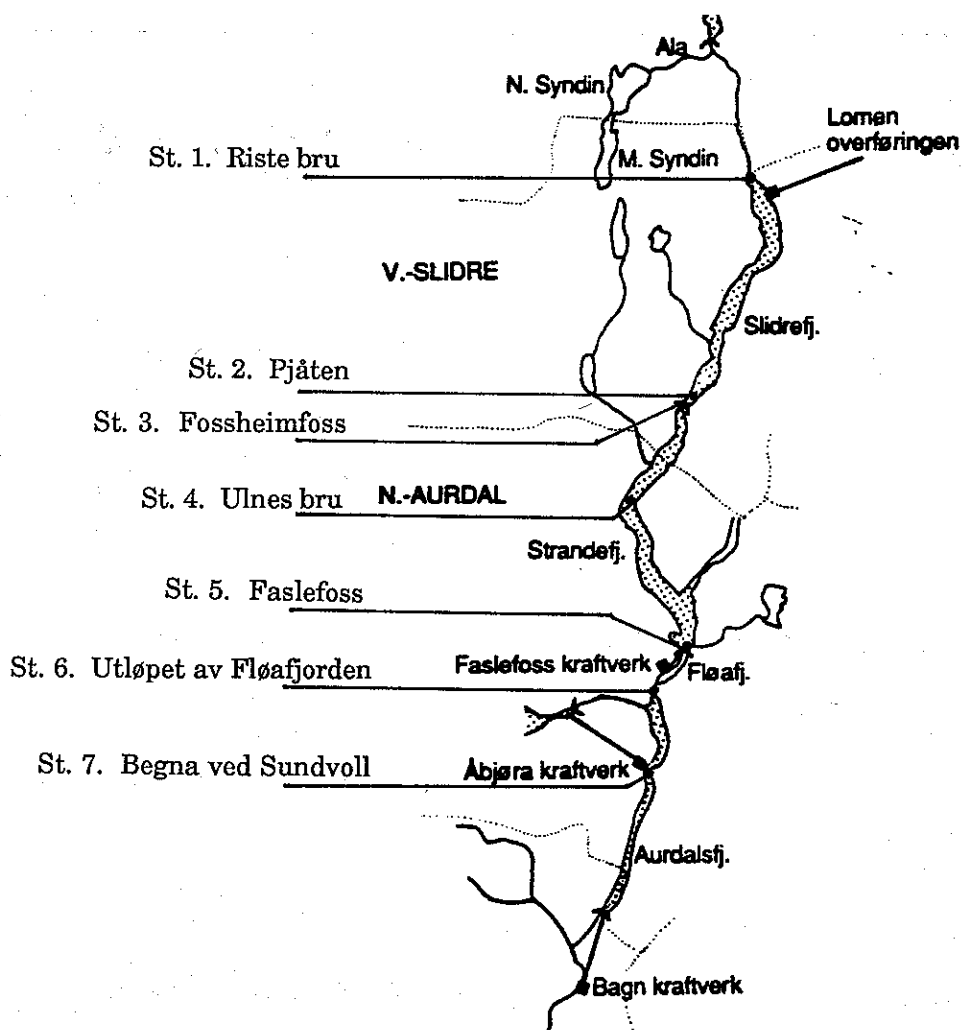 Ala
N. Syndin
Lomen
overføringen
St. 1. Riste bru
M. Syndin
V.-SLIDRE
Slidrefj.
St. 2. Pjåten
St. 3. Fossheimfoss
St. 4. Ulnes bru
N.-AURDAL
Strandefj.
St. 5. Faslefoss
St. 6. Utløpet av Fløafjorden
Faslefoss kraftverk
Fløafj.
St. 7. Begna ved Sundvoll
Åbjøra kraftverk
Aurdalsfj.
Bagn kraftverk